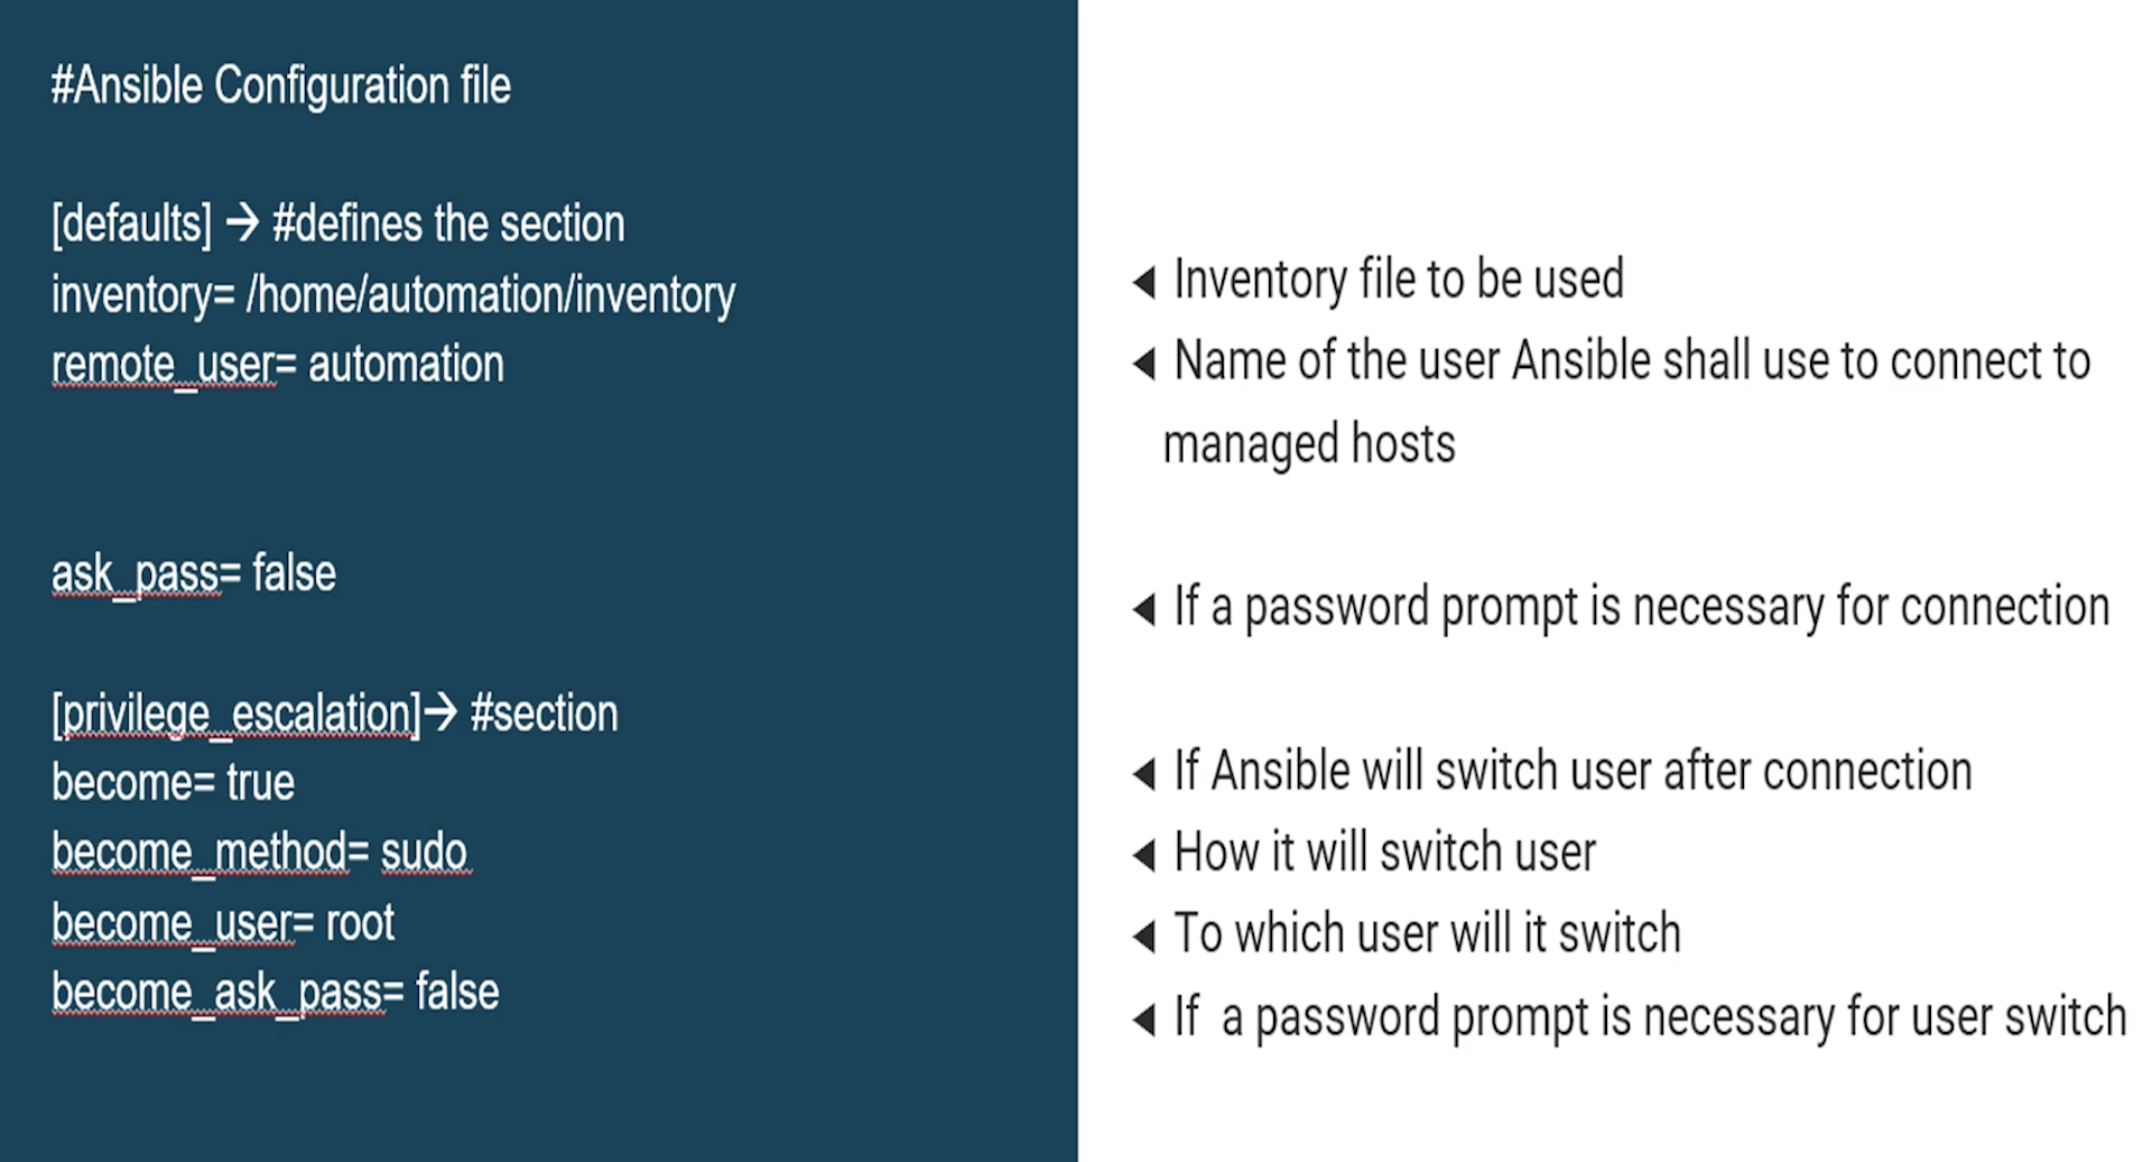 #Ansible Configuration file
[defaults] → #defines the section
inventory= /home/automation/inventory
remote_user= automation
ask_pass= false
[privilege_escalation]→ #section
become= true
become_method= sudo
become_user= root
become_ask_pass= false
◀ Inventory file to be used
◀ Name of the user Ansible shall use to connect to
managed hosts
◀ If a password prompt is necessary for connection
◀ If Ansible will switch user after connection
◀ How it will switch user
◀ To which user will it switch
◀ If  a password prompt is necessary for user switch